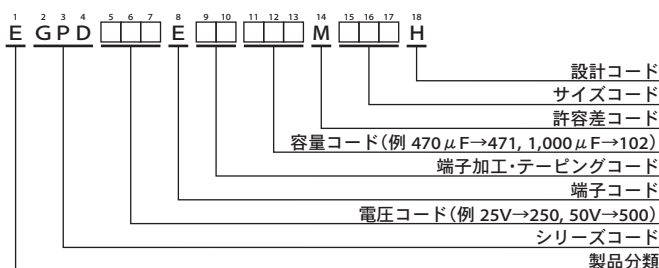 1 2 3 4 5 6 7 8 9 10 11 12 13 14 15 16 17 18
E GPD □□□ E □□ □□□ M □□□ H
設計コード
サイズコード
許容差コード
容量コード(例 470μF→471, 1,000μF→102)
端子加工・テーピングコード
端子コード
電圧コード(例 25V→250, 50V→500)
シリーズコード
製品分類